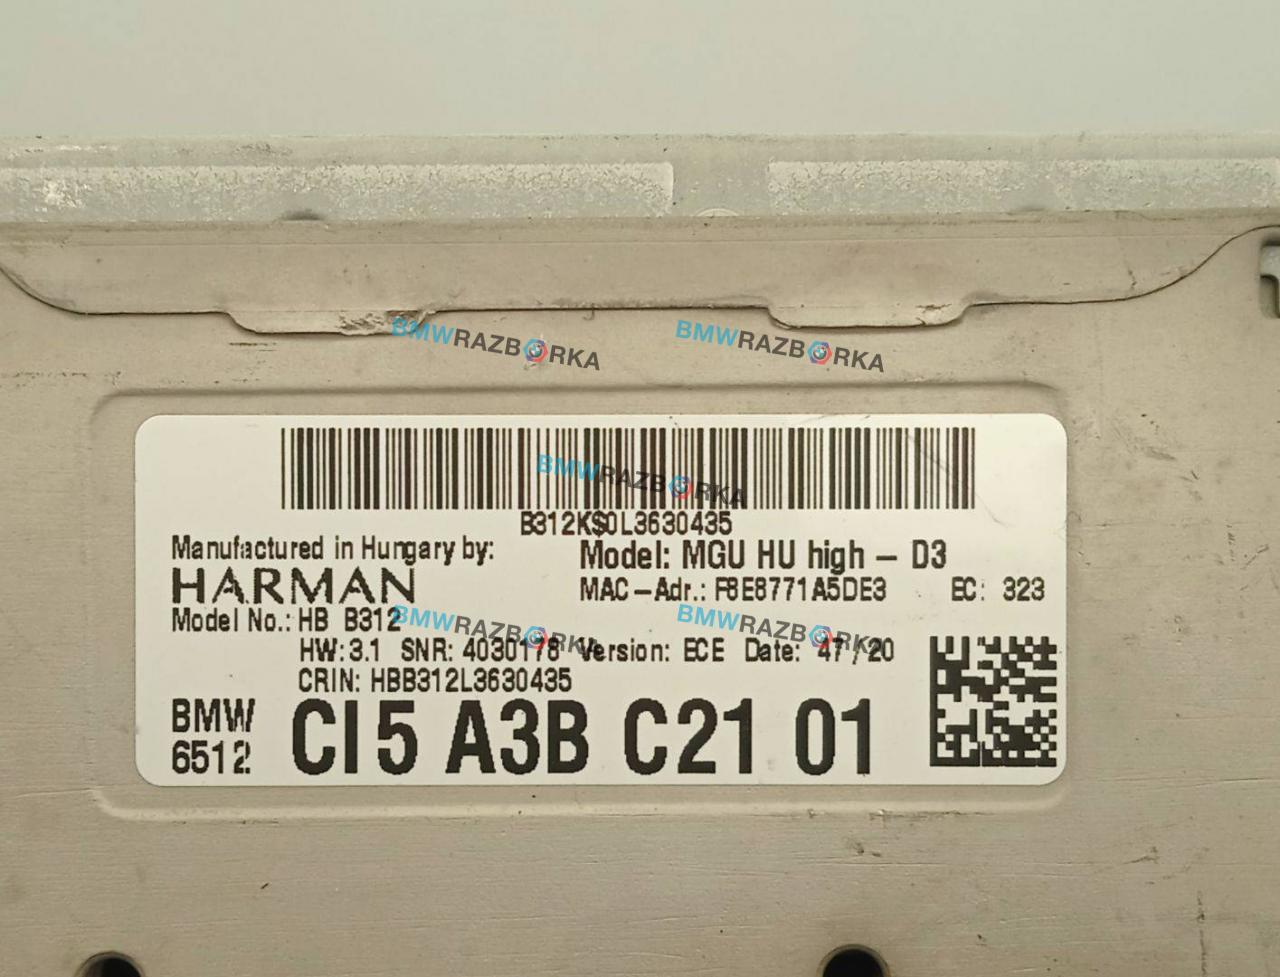 BMWRAZBORKA
BMWRAZBORKA
BMWRAZBORKA
B312K$0L3630435
Manufactured in Hungary by:
HARMAN
Model: MGU HU high - D3
MAC-Adr.: F8E8771A5DE3 EC: 323
Model No.: HB B312
BMWRAZBORKA
BMWRAZBORKA
HW: 3.1 SNR: 4030178 Version: ECE Date: 47/20
CRIN: HBB312L3630435
BMW
6512
CI5 A3B C21 01